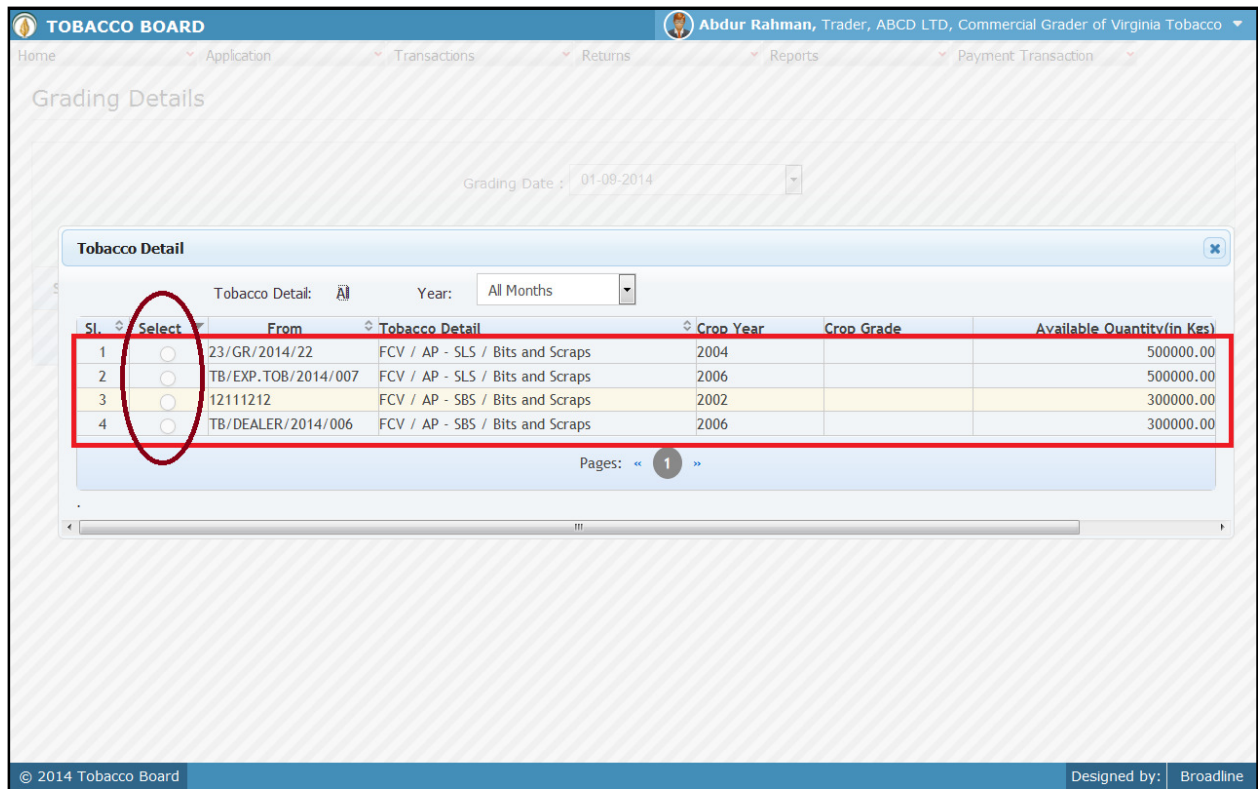 TOBACCO BOARD
Abdur Rahman, Trader, ABCD LTD, Commercial Grader of Virginia Tobacco
Home Application Transactions Returns Reports Payment Transaction
Grading Details
Grading Date : 01-09-2014
Tobacco Detail
Tobacco Detail: All Year: All Months
Sl. Select From Tobacco Detail Crop Year Crop Grade Available Quantity(in Kgs)
1 23/GR/2014/22 FCV / AP - SLS / Bits and Scraps 2004 500000.00
2 TB/EXP.TOB/2014/007 FCV / AP - SLS / Bits and Scraps 2006 500000.00
3 12111212 FCV / AP - SBS / Bits and Scraps 2002 300000.00
4 TB/DEALER/2014/006 FCV / AP - SBS / Bits and Scraps 2006 300000.00
Pages: « 1 »
.
© 2014 Tobacco Board Designed by: Broadline